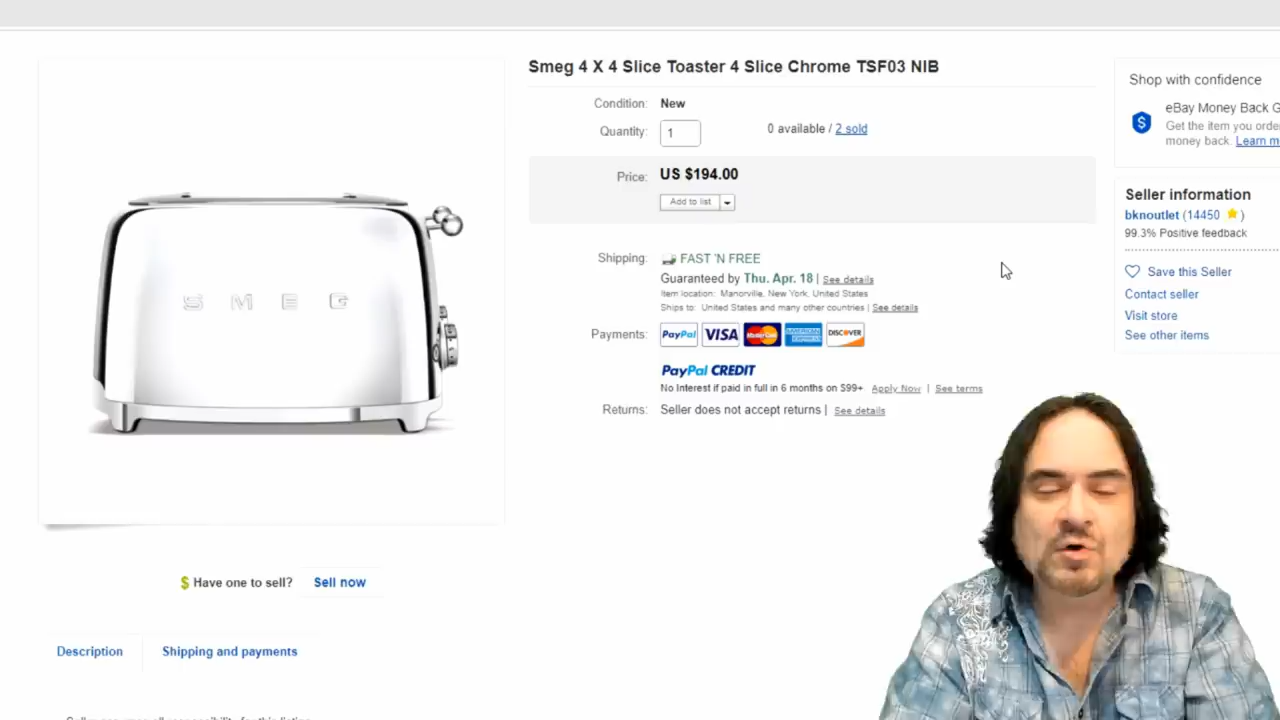 Smeg 4 X 4 Slice Toaster 4 Slice Chrome TSF03 NIB
Condition: New
Quantity: 1
0 available / 2 sold
Price: US $194.00
Add to list
Shipping: FAST 'N FREE
Guaranteed by Thu. Apr. 18 | See details
Item location: Manorville, New York, United States
Ships to: United States and many other countries | See details
Payments: PayPal VISA MasterCard AMERICAN EXPRESS DISCOVER
PayPal CREDIT
No Interest if paid in full in 6 months on $99+ Apply Now | See terms
Returns: Seller does not accept returns | See details
Shop with confidence
$ eBay Money Back G
Get the item you orde
money back. Learn m
Seller information
bknoutlet (14450 )
99.3% Positive feedback
Save this Seller
Contact seller
Visit store
See other items
SMEG
$ Have one to sell? Sell now
Description Shipping and payments